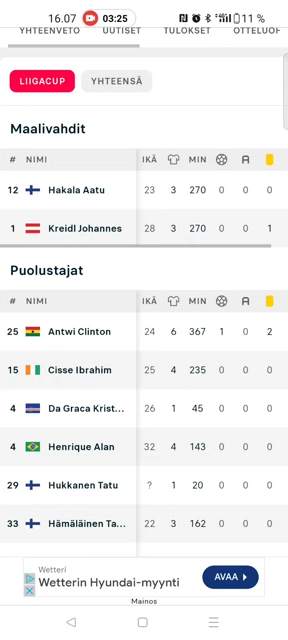 16.07 03:25 11 %
YHTEENVETO UUTISET TULOKSET OTTELUOF
LIIGACUP YHTEENSÄ
Maalivahdit
# NIMI IKÄ MIN A
12 Hakala Aatu 23 3 270 0 0 0
1 Kreidl Johannes 28 3 270 0 0 1
Puolustajat
# NIMI IKÄ MIN A
25 Antwi Clinton 24 6 367 1 0 2
15 Cisse Ibrahim 25 4 235 0 0 0
4 Da Graca Krist... 26 1 45 0 0 0
4 Henrique Alan 32 4 143 0 0 0
29 Hukkanen Tatu ? 1 20 0 0 0
33 Hämäläinen Ta... 22 3 162 0 0 0
Wetteri
Wetterin Hyundai-myynti
AVAA
Mainos